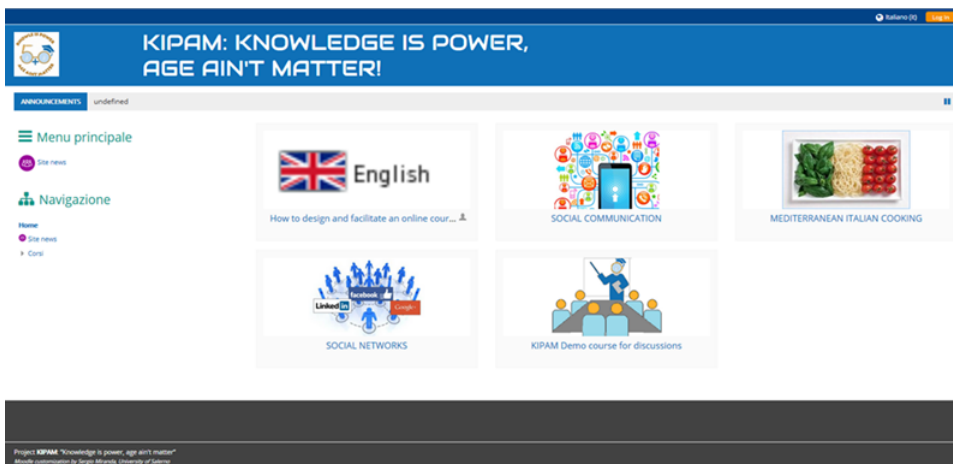 Italiano (it)
Log in
KIPAM: KNOWLEDGE IS POWER,
AGE AIN'T MATTER!
ANNOUNCEMENTS undefined
Menu principale
Site news
Navigazione
Home
Site news
Corsi
English
How to design and facilitate an online cour...
SOCIAL COMMUNICATION
MEDITERRANEAN ITALIAN COOKING
Linked in
facebook
Google+
SOCIAL NETWORKS
KIPAM Demo course for discussions
Project KIPAM: "Knowledge is power, age ain't matter"
Moodle customisation by Sergio Miranda, University of Salerno